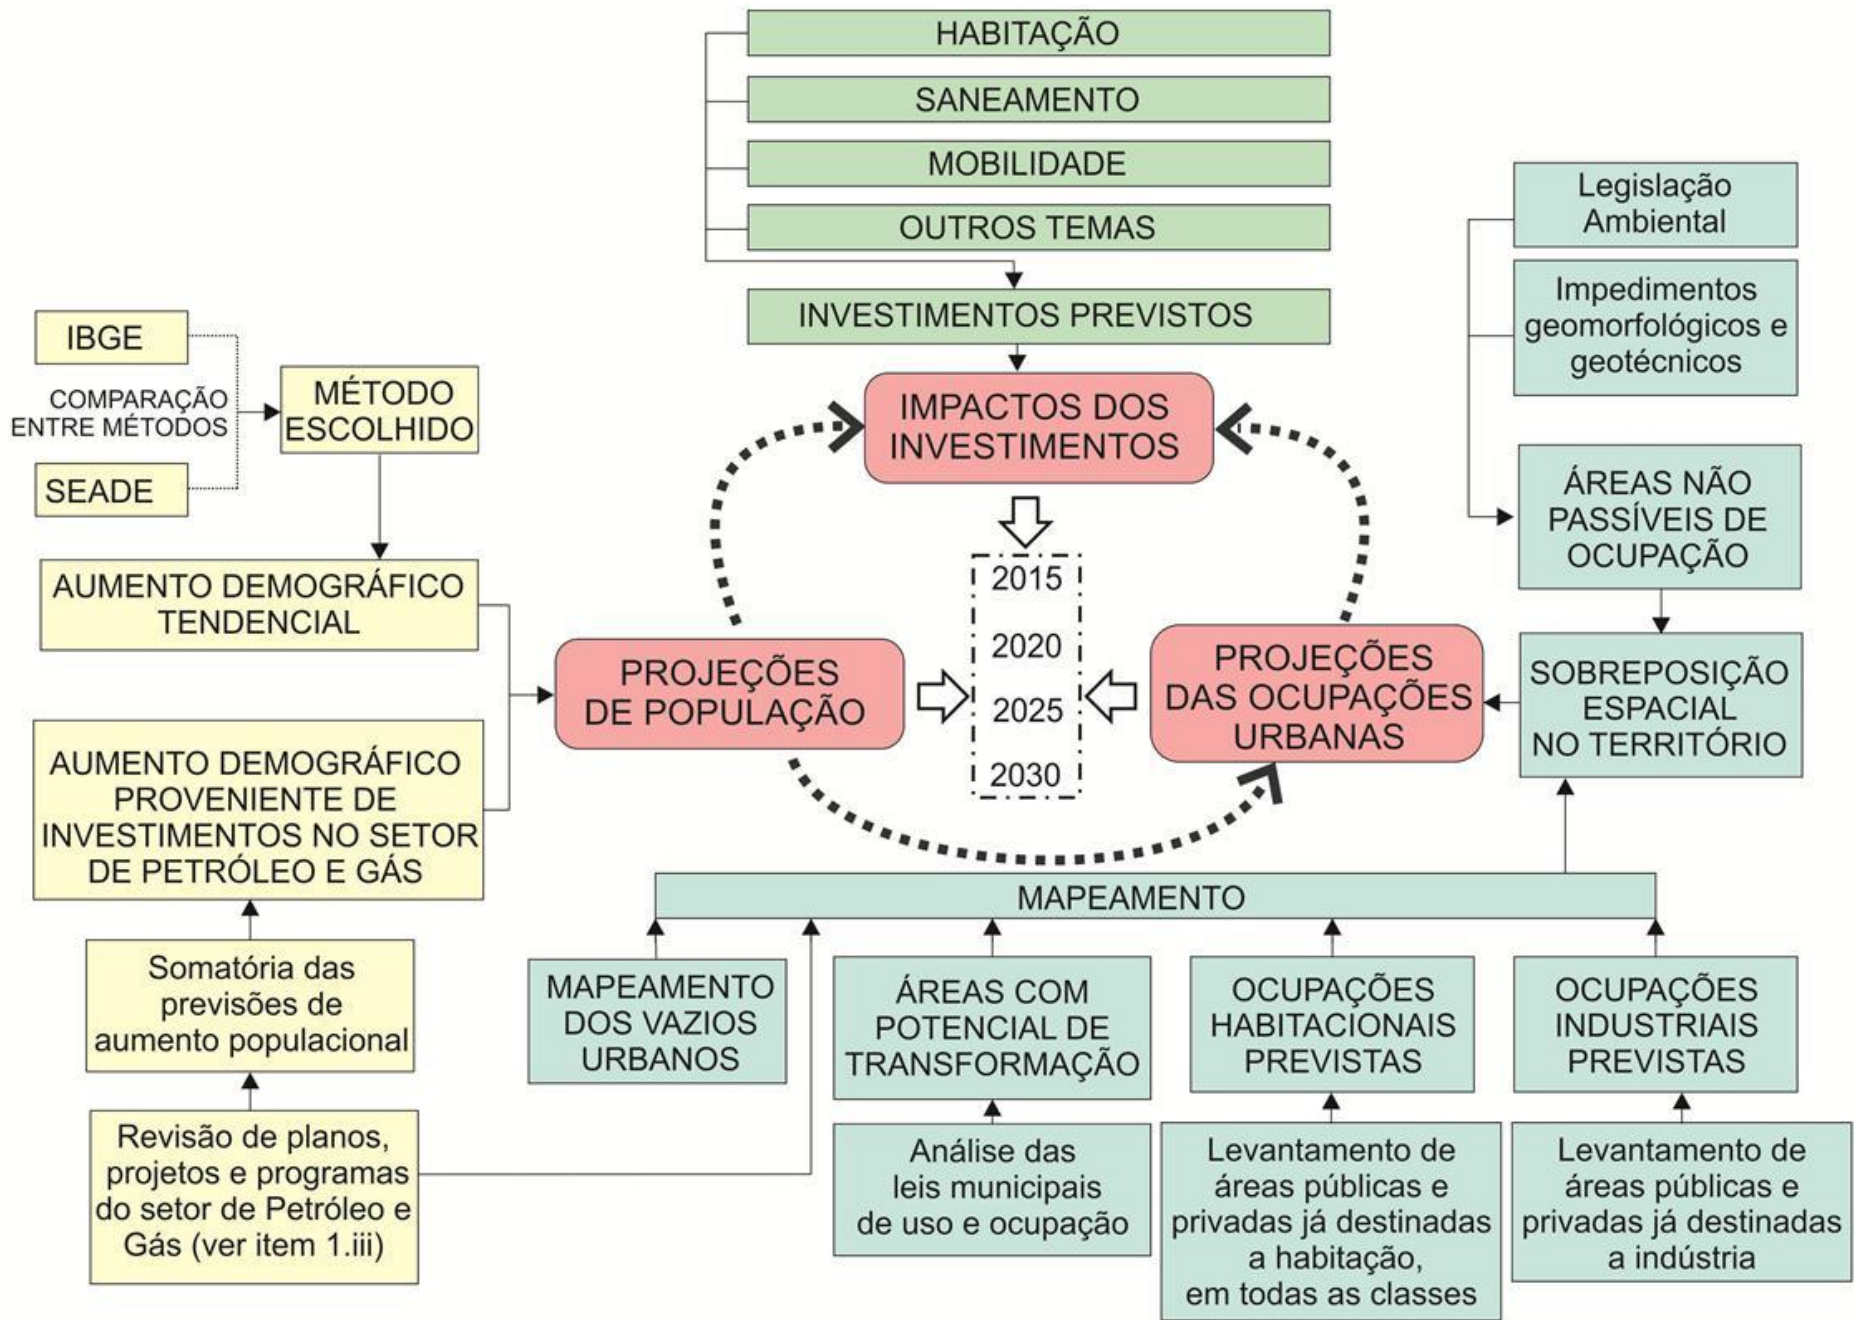 HABITAÇÃO
SANEAMENTO
MOBILIDADE
OUTROS TEMAS
INVESTIMENTOS PREVISTOS
IBGE
COMPARAÇÃO
ENTRE MÉTODOS
SEADE
MÉTODO
ESCOLHIDO
AUMENTO DEMOGRÁFICO
TENDENCIAL
AUMENTO DEMOGRÁFICO
PROVENIENTE DE
INVESTIMENTOS NO SETOR
DE PETRÓLEO E GÁS
Somatória das
previsões de
aumento populacional
Revisão de planos,
projetos e programas
do setor de Petróleo e
Gás (ver item 1.iii)
IMPACTOS DOS
INVESTIMENTOS
PROJEÇÕES
DE POPULAÇÃO
2015
2020
2025
2030
PROJEÇÕES
DAS OCUPAÇÕES
URBANAS
Legislação
Ambiental
Impedimentos
geomorfológicos e
geotécnicos
ÁREAS NÃO
PASSÍVEIS DE
OCUPAÇÃO
SOBREPOSIÇÃO
ESPACIAL
NO TERRITÓRIO
MAPEAMENTO
MAPEAMENTO
DOS VAZIOS
URBANOS
ÁREAS COM
POTENCIAL DE
TRANSFORMAÇÃO
OCUPAÇÕES
HABITACIONAIS
PREVISTAS
OCUPAÇÕES
INDUSTRIAIS
PREVISTAS
Análise das
leis municipais
de uso e ocupação
Levantamento de
áreas públicas e
privadas já destinadas
a habitação,
em todas as classes
Levantamento de
áreas públicas e
privadas já destinadas
a indústria